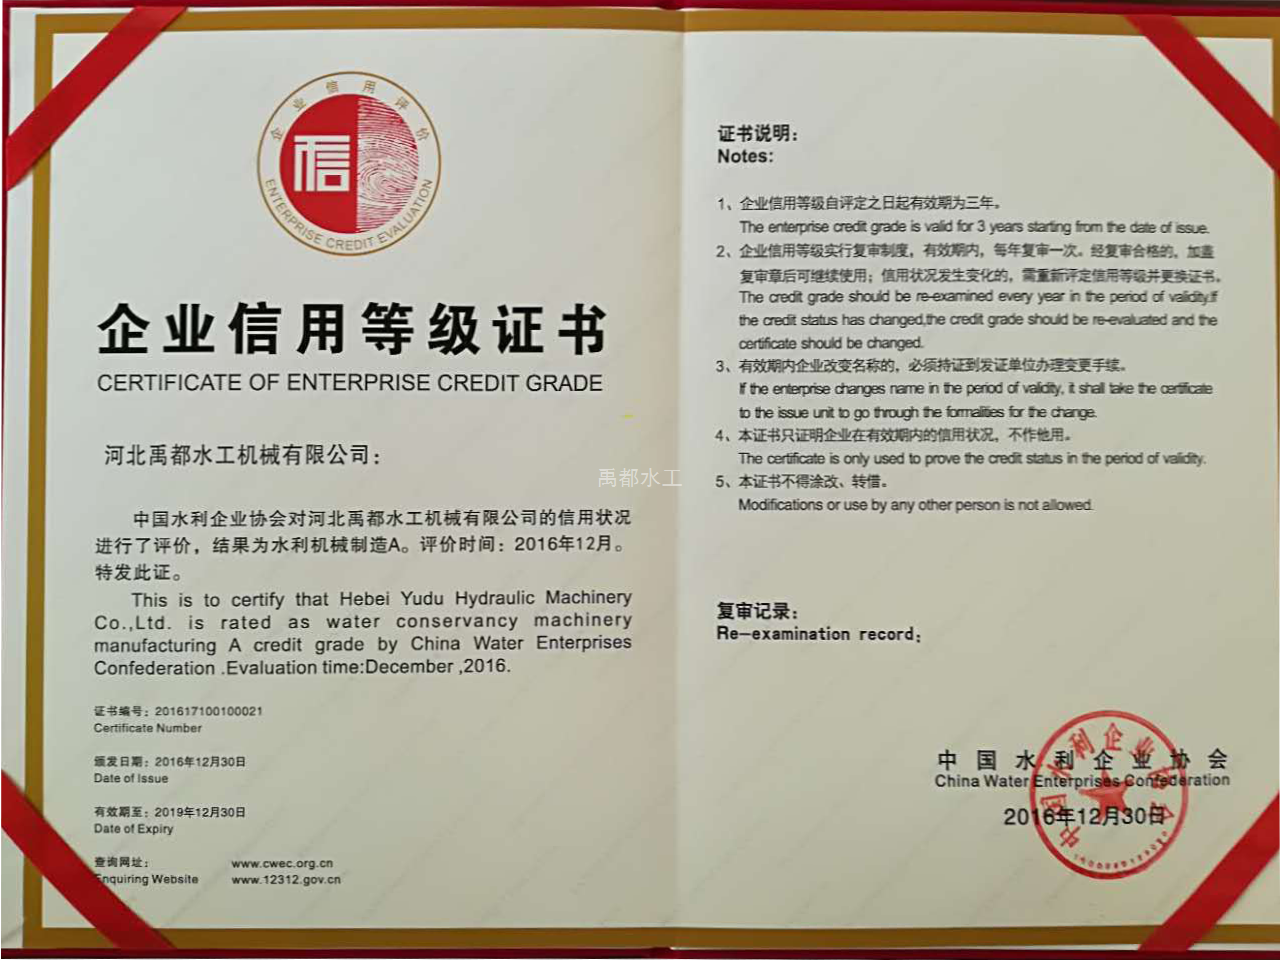 企业信用评价
信
ENTERPRISE CREDIT EVALUATION
企业信用等级证书
CERTIFICATE OF ENTERPRISE CREDIT GRADE
河北禹都水工机械有限公司：
中国水利企业协会对河北禹都水工机械有限公司的信用状况
进行了评价，结果为水利机械制造A。评价时间：2016年12月。
特发此证。
This is to certify that Hebei Yudu Hydraulic Machinery
Co.,Ltd. is rated as water conservancy machinery
manufacturing A credit grade by China Water Enterprises
Confederation .Evaluation time:December ,2016.
证书编号：201617100100021
Certificate Number
颁发日期：2016年12月30日
Date of Issue
有效期至：2019年12月30日
Date of Expiry
查询网址： www.cwec.org.cn
Enquiring Website www.12312.gov.cn
禹都水工
证书说明：
Notes:
1、企业信用等级自评定之日起有效期为三年。
The enterprise credit grade is valid for 3 years starting from the date of issue.
2、企业信用等级实行复审制度，有效期内，每年复审一次。经复审合格的，加盖
复审章后可继续使用；信用状况发生变化的，需重新评定信用等级并更换证书。
The credit grade should be re-examined every year in the period of validity.If
the credit status has changed,the credit grade should be re-evaluated and the
certificate should be changed.
3、有效期内企业改变名称的，必须持证到发证单位办理变更手续。
If the enterprise changes name in the period of validity, it shall take the certificate
to the issue unit to go through the formalities for the change.
4、本证书只证明企业在有效期内的信用状况，不作他用。
The certificate is only used to prove the credit status in the period of validity.
5、本证书不得涂改、转借。
Modifications or use by any other person is not allowed.
复审记录：
Re-examination record:
中国水利企业协会
China Water Enterprises Confederation
2016年12月30日
中国水利企业协会